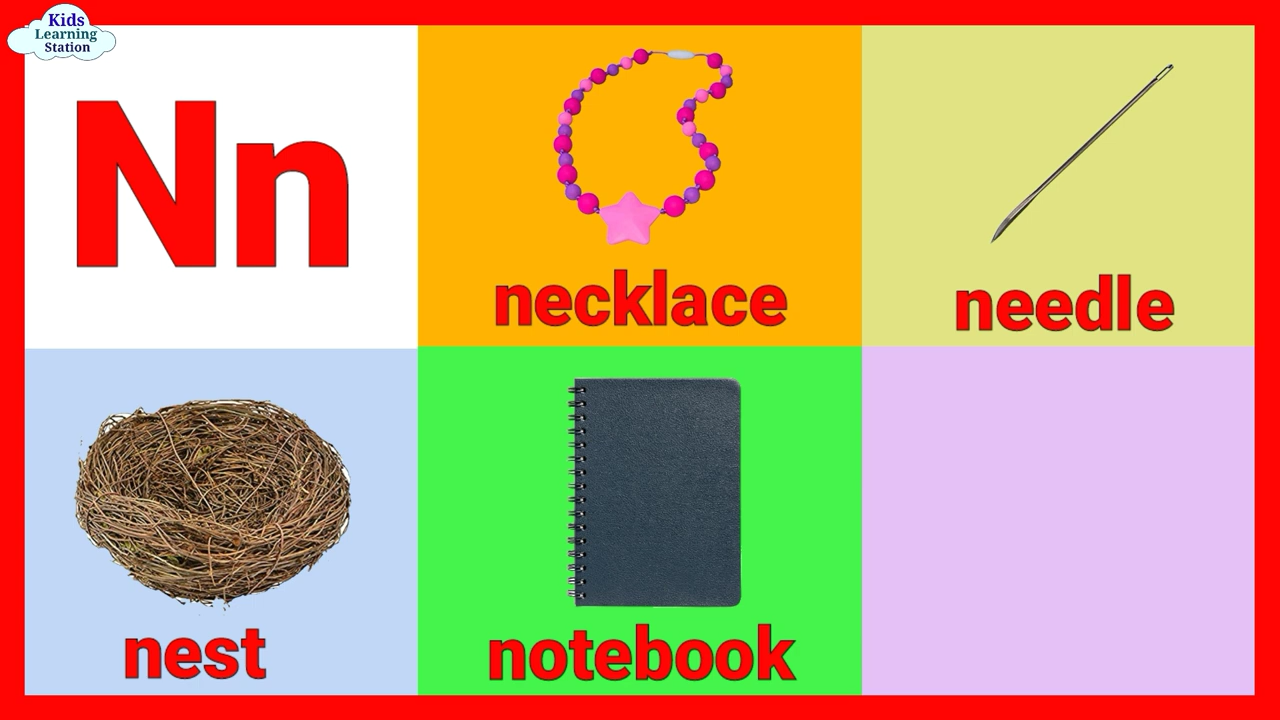 Kids
Learning
Station
Nn
necklace
needle
nest
notebook